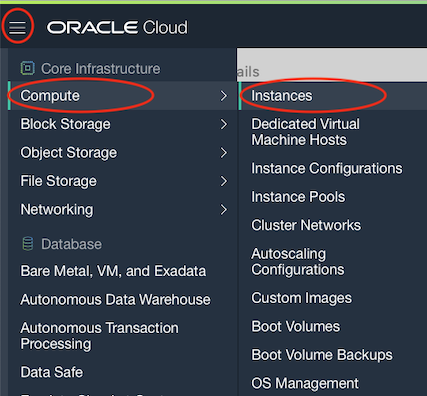 ORACLE Cloud
Core Infrastructure
Compute
Block Storage
Object Storage
File Storage
Networking
Database
Bare Metal, VM, and Exadata
Autonomous Data Warehouse
Autonomous Transaction
Processing
Data Safe
ails
Instances
Dedicated Virtual
Machine Hosts
Instance Configurations
Instance Pools
Cluster Networks
Autoscaling
Configurations
Custom Images
Boot Volumes
Boot Volume Backups
OS Management